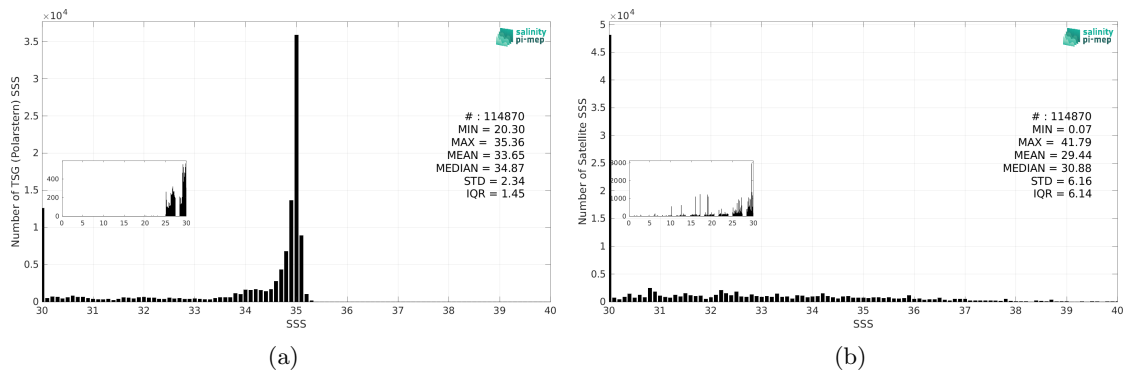 ×10⁴
3.5
3
2.5
2
1.5
1
0.5
0
30 31 32 33 34 35 36 37 38 39 40
SSS
Number of TSG (Polarstern) SSS
salinity
pi-mep
# : 114870
MIN = 20.30
MAX = 35.36
MEAN = 33.65
MEDIAN = 34.87
STD = 2.34
IQR = 1.45
400
200
0
0 5 10 15 20 25 30
(a)
×10⁴
5
4.5
4
3.5
3
2.5
2
1.5
1
0.5
0
30 31 32 33 34 35 36 37 38 39 40
SSS
Number of Satellite SSS
salinity
pi-mep
# : 114870
MIN = 0.07
MAX = 41.79
MEAN = 29.44
MEDIAN = 30.88
STD = 6.16
IQR = 6.14
3000
2000
1000
0
0 5 10 15 20 25 30
(b)